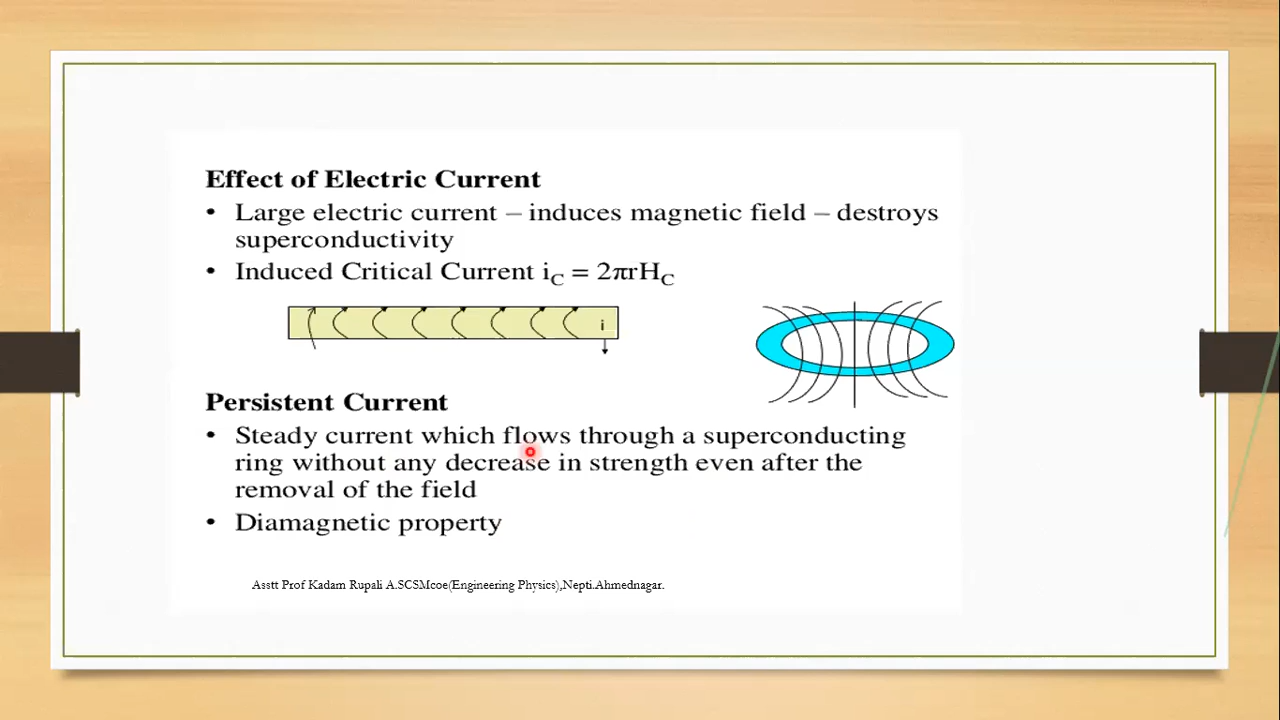 Effect of Electric Current
• Large electric current – induces magnetic field – destroys
superconductivity
• Induced Critical Current iC = 2πrHC
i
Persistent Current
• Steady current which flows through a superconducting
ring without any decrease in strength even after the
removal of the field
• Diamagnetic property
Asstt Prof Kadam Rupali A.SCSMcoe(Engineering Physics),Nepti.Ahmednagar.